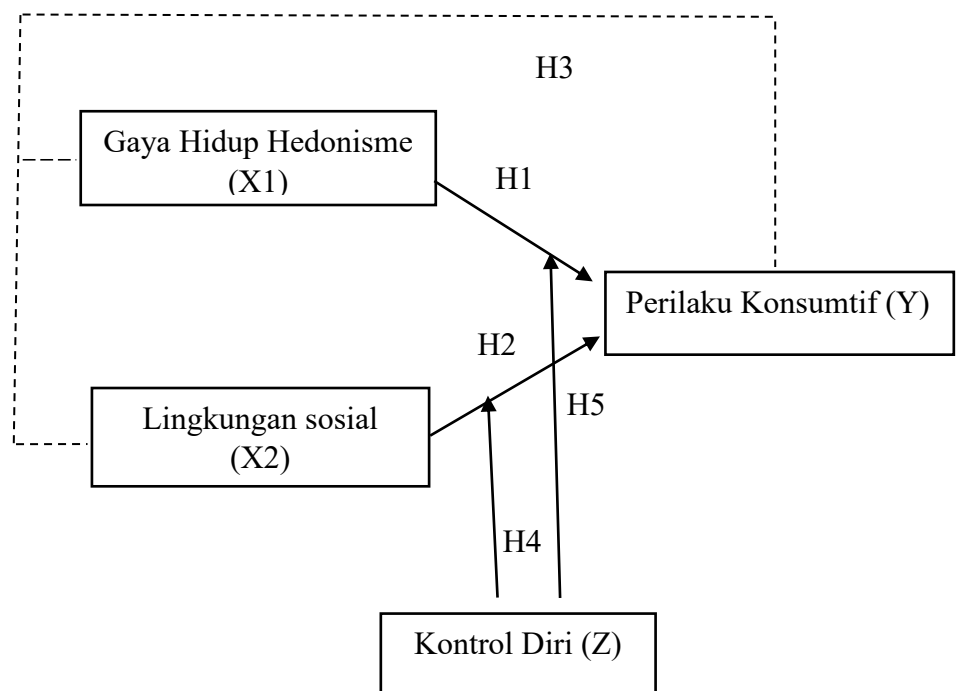 H3
Gaya Hidup Hedonisme
(X1)
H1
Perilaku Konsumtif (Y)
H2
Lingkungan sosial
(X2)
H5
H4
Kontrol Diri (Z)